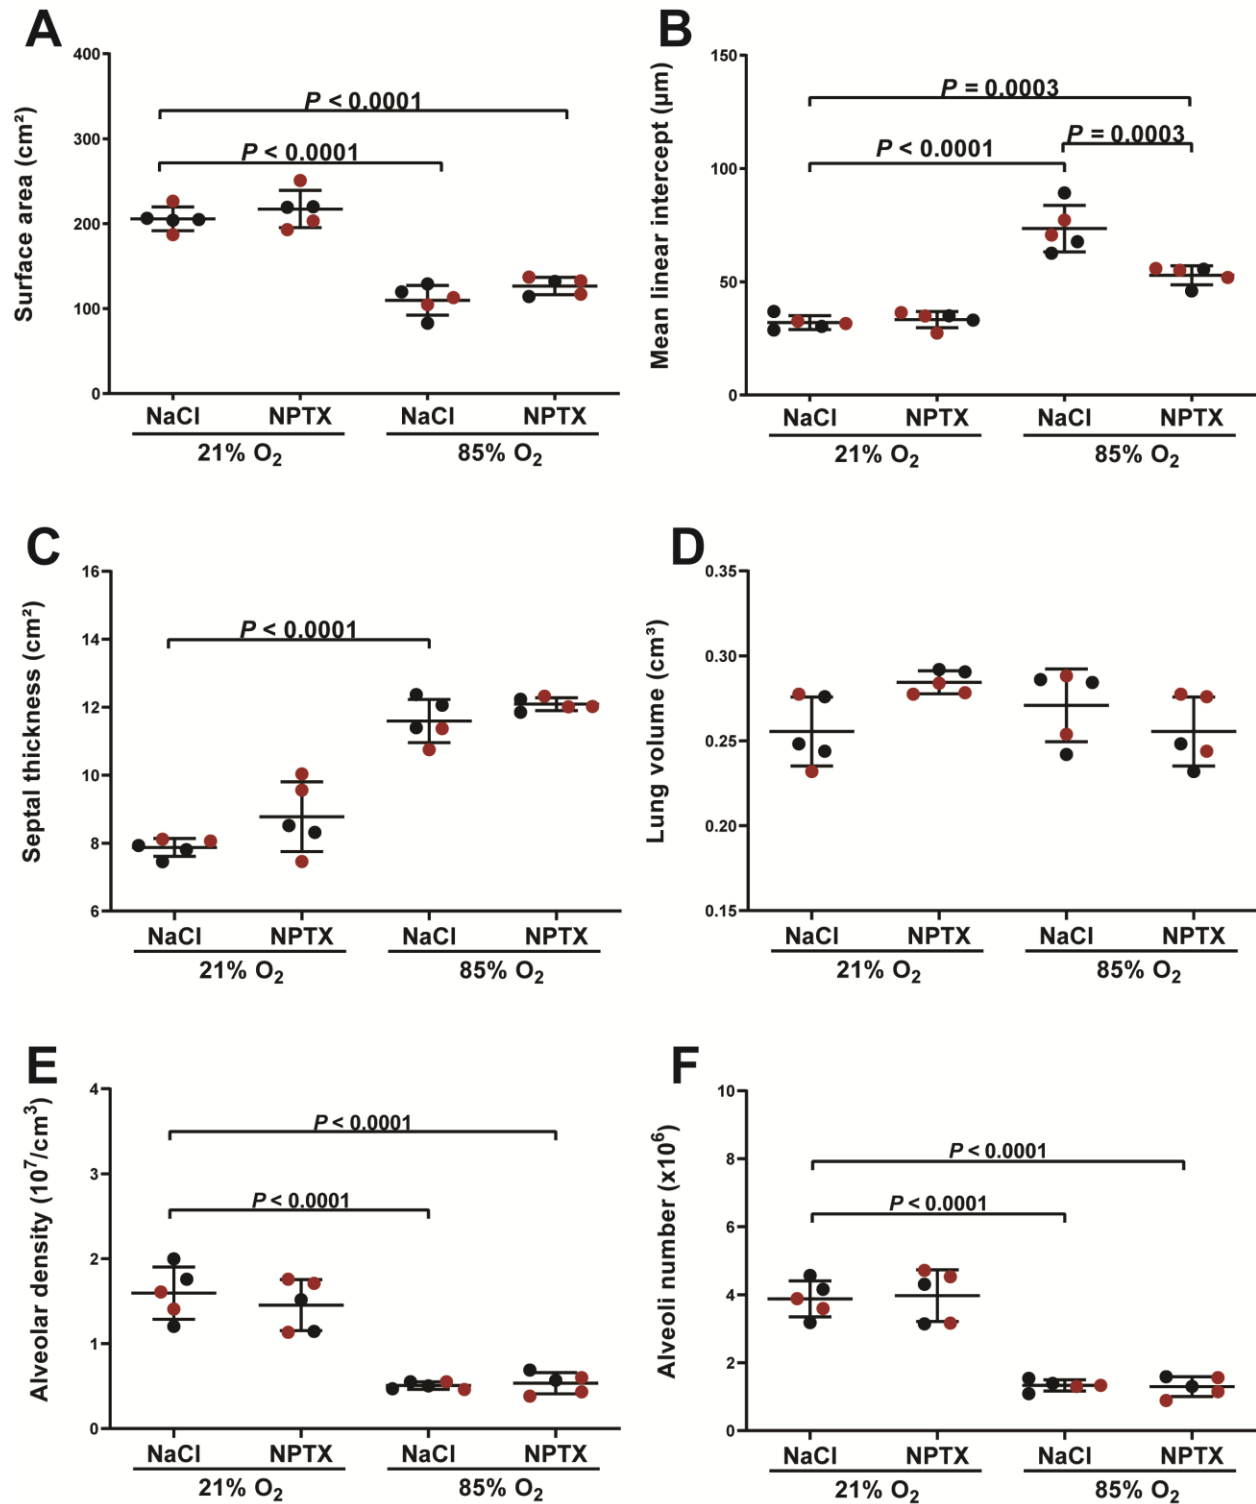 A
Surface area (cm²)
400
300
200
100
0
P < 0.0001
P < 0.0001
NaCl NPTX NaCl NPTX
21% O₂ 85% O₂
B
Mean linear intercept (µm)
150
100
50
0
P = 0.0003
P = 0.0003
P < 0.0001
NaCl NPTX NaCl NPTX
21% O₂ 85% O₂
C
Septal thickness (cm²)
16
14
12
10
8
6
P < 0.0001
NaCl NPTX NaCl NPTX
21% O₂ 85% O₂
D
Lung volume (cm³)
0.35
0.30
0.25
0.20
0.15
NaCl NPTX NaCl NPTX
21% O₂ 85% O₂
E
Alveolar density (10⁷/cm³)
4
3
2
1
0
P < 0.0001
P < 0.0001
NaCl NPTX NaCl NPTX
21% O₂ 85% O₂
F
Alveoli number (x10⁶)
10
8
6
4
2
0
P < 0.0001
P < 0.0001
NaCl NPTX NaCl NPTX
21% O₂ 85% O₂